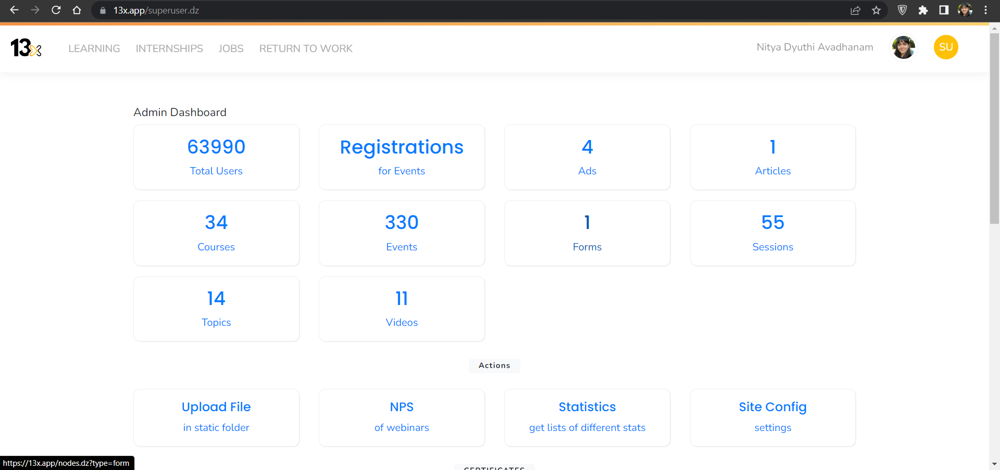 13x.app/superuser.dz
13x
LEARNING INTERNSHIPS JOBS RETURN TO WORK
Nitya Dyuthi Avadhanam
SU
Admin Dashboard
63990
Total Users
Registrations
for Events
4
Ads
1
Articles
34
Courses
330
Events
1
Forms
55
Sessions
14
Topics
11
Videos
Actions
Upload File
in static folder
NPS
of webinars
Statistics
get lists of different stats
Site Config
settings
https://13x.app/nodes.dz?type=form
CERTIFICATES